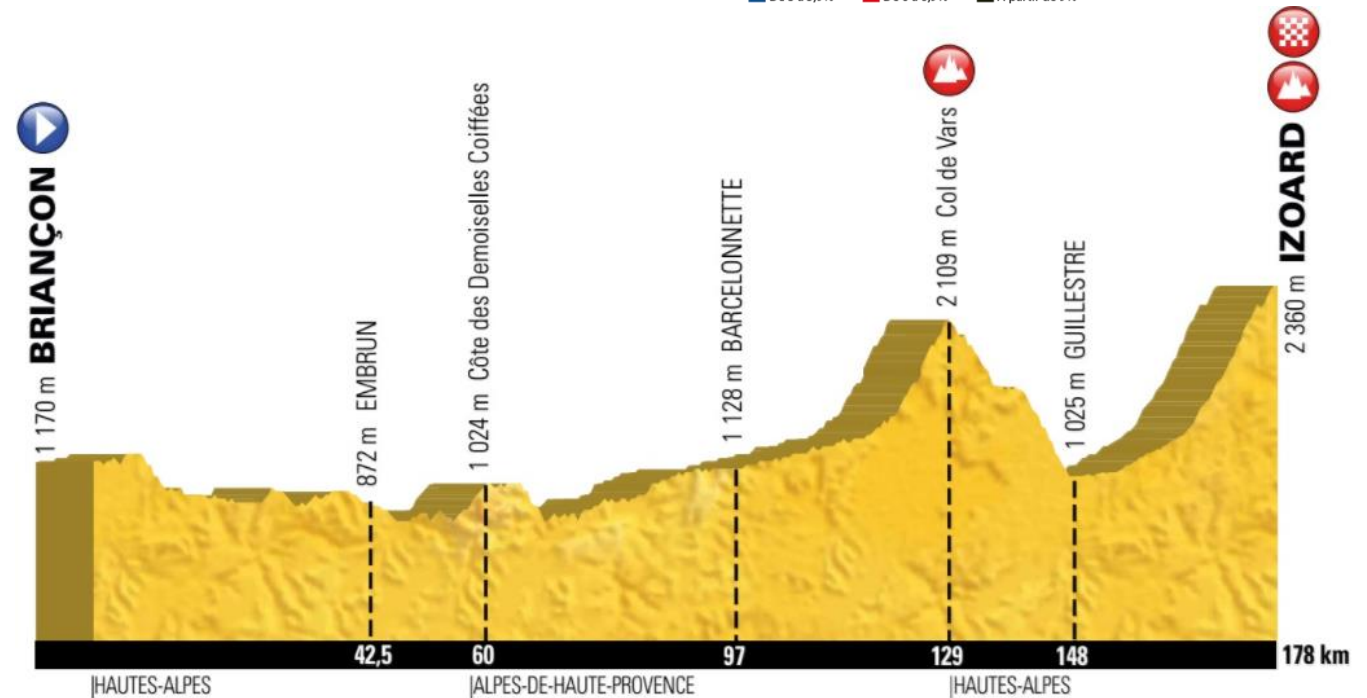 1 170 m BRIANÇON
872 m EMBRUN
1 024 m Côte des Demoiselles Coiffées
1 128 m BARCELONNETTE
2 109 m Col de Vars
1 025 m GUILLESTRE
2 360 m IZOARD
42,5 60 97 129 148 178 km
|HAUTES-ALPES |ALPES-DE-HAUTE-PROVENCE |HAUTES-ALPES